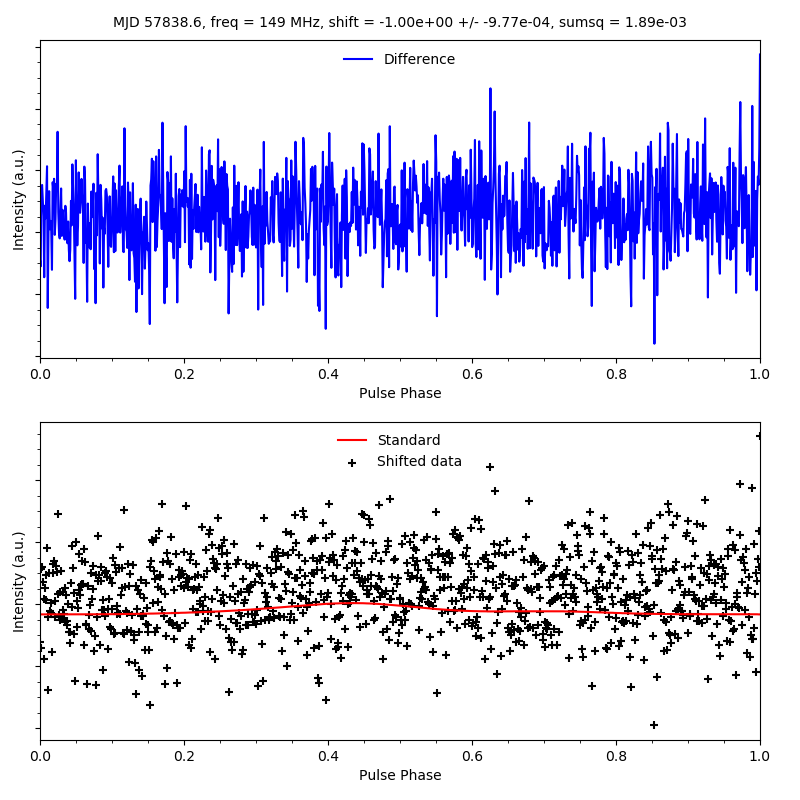 MJD 57838.6, freq = 149 MHz, shift = -1.00e+00 +/- -9.77e-04, sumsq = 1.89e-03
Difference
Intensity (a.u.)
0.0 0.2 0.4 0.6 0.8 1.0
Pulse Phase
Standard
Shifted data
Intensity (a.u.)
0.0 0.2 0.4 0.6 0.8 1.0
Pulse Phase